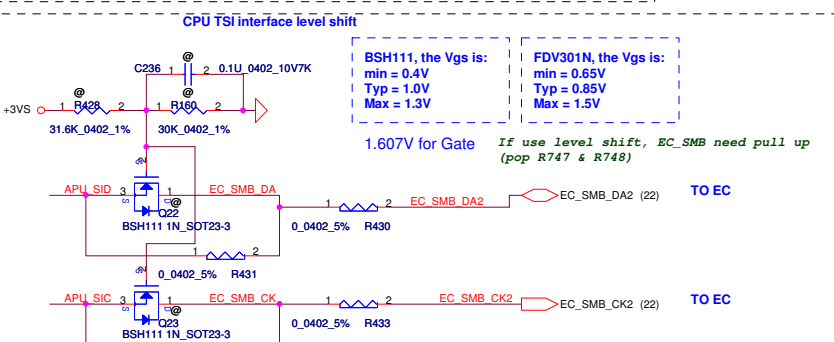 CPU TSI interface level shift
BSH111, the Vgs is:
min = 0.4V
Typ = 1.0V
Max = 1.3V
FDV301N, the Vgs is:
min = 0.65V
Typ = 0.85V
Max = 1.5V
@
C236 1 2 0.1U_0402_10V7K
@ @
+3VS 1 R428 2 1 R160 2
31.6K_0402_1% 30K_0402_1%
1.607V for Gate
If use level shift, EC_SMB need pull up
(pop R747 & R748)
APU_SID 3 S D 1 EC_SMB_DA
@
Q22
BSH111 1N_SOT23-3
1 2 EC_SMB_DA2 EC_SMB_DA2 (22) TO EC
0_0402_5% R430
1 2
0_0402_5% R431
APU_SIC 3 S D 1 EC_SMB_CK 1 2 EC_SMB_CK2 EC_SMB_CK2 (22) TO EC
@
Q23
0_0402_5% R433
BSH111 1N_SOT23-3